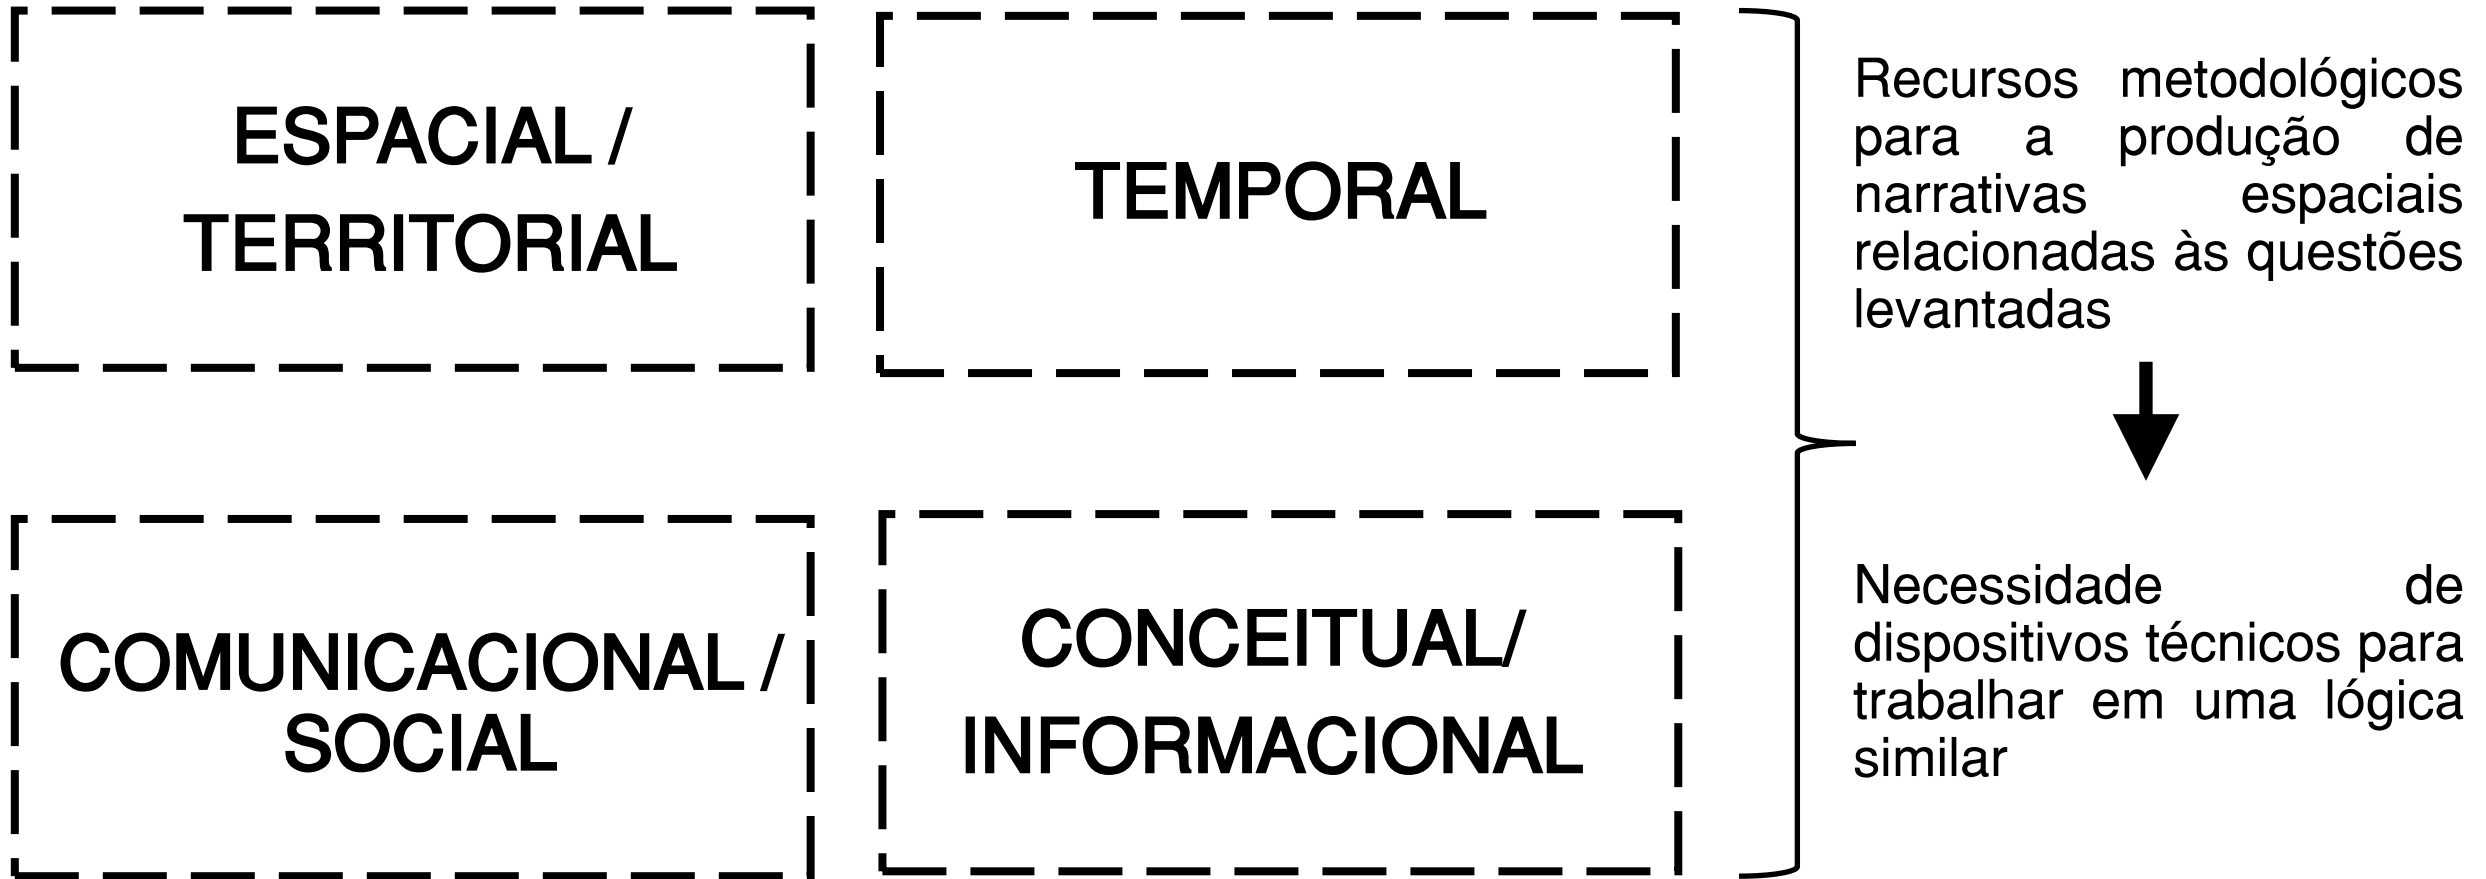 ESPACIAL /
TERRITORIAL
TEMPORAL
COMUNICACIONAL /
SOCIAL
CONCEITUAL/
INFORMACIONAL
Recursos metodológicos
para a produção de
narrativas espaciais
relacionadas às questões
levantadas
Necessidade de
dispositivos técnicos para
trabalhar em uma lógica
similar